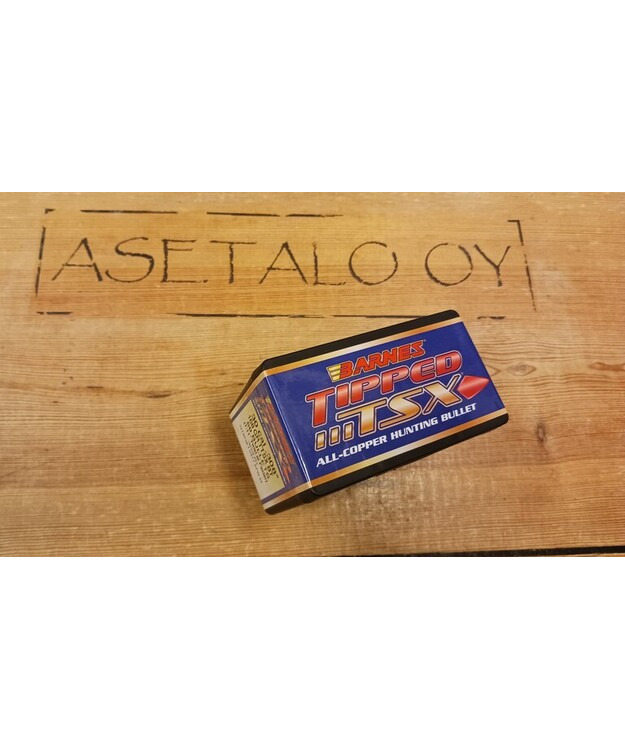 ASETALO OY
BARNES
TIPPED
TSX
ALL-COPPER HUNTING BULLET